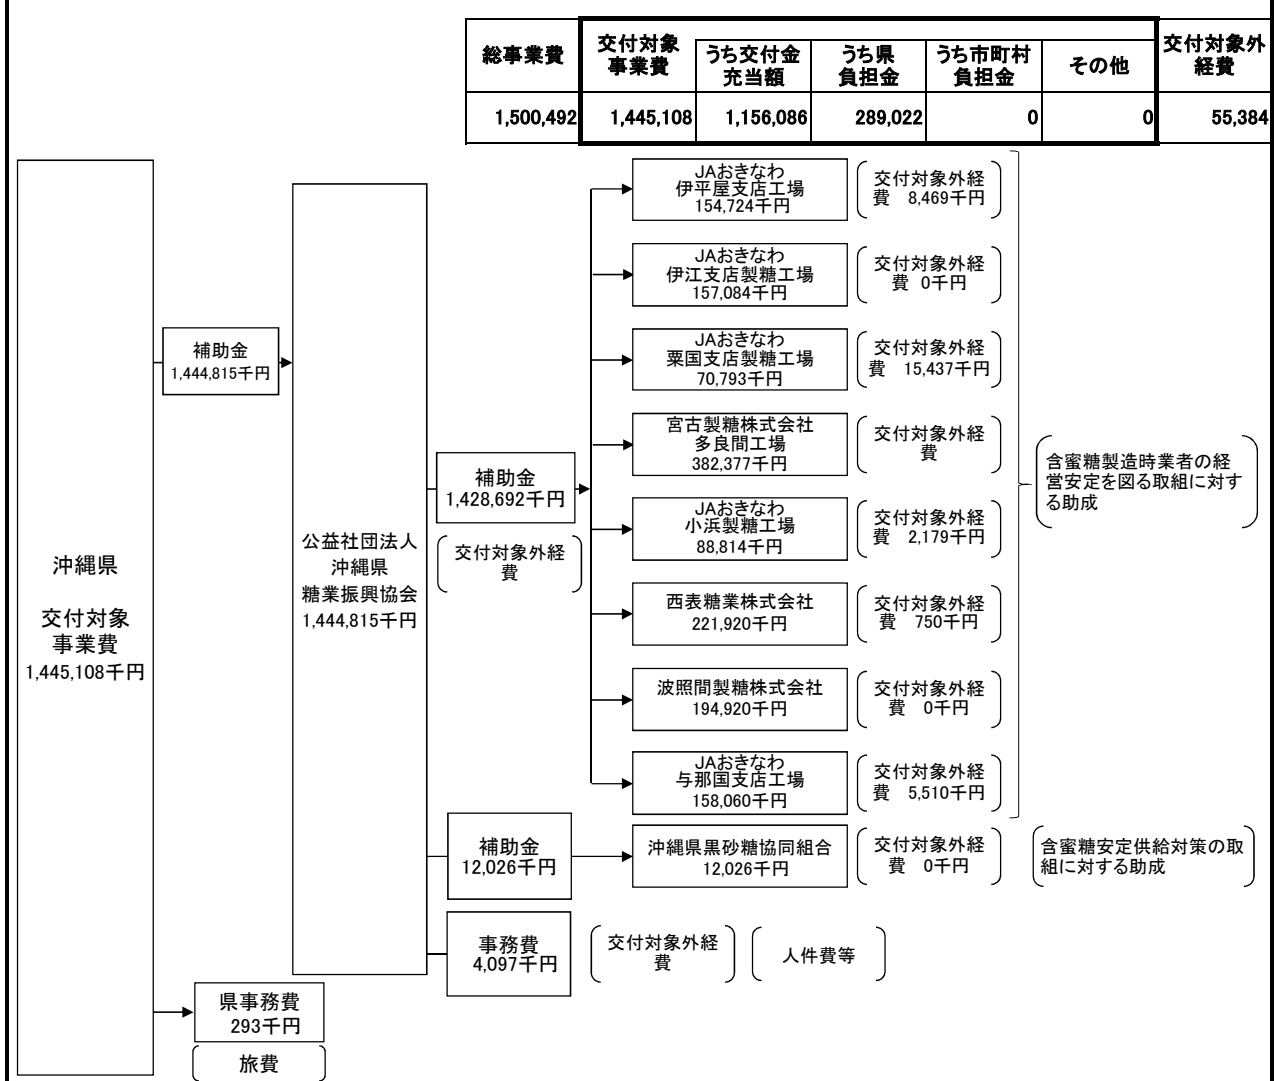 総事業費
交付対象
事業費
うち交付金
充当額
うち県
負担金
うち市町村
負担金
その他
交付対象外
経費
1,500,492
1,445,108
1,156,086
289,022
0
0
55,384
沖縄県
交付対象
事業費
1,445,108千円
補助金
1,444,815千円
公益社団法人
沖縄県
糖業振興協会
1,444,815千円
補助金
1,428,692千円
交付対象外経
費
JAおきなわ
伊平屋支店工場
154,724千円
交付対象外経
費 8,469千円
JAおきなわ
伊江支店製糖工場
157,084千円
交付対象外経
費 0千円
JAおきなわ
粟国支店製糖工場
70,793千円
交付対象外経
費 15,437千円
宮古製糖株式会社
多良間工場
382,377千円
交付対象外経
費
JAおきなわ
小浜製糖工場
88,814千円
交付対象外経
費 2,179千円
西表糖業株式会社
221,920千円
交付対象外経
費 750千円
波照間製糖株式会社
194,920千円
交付対象外経
費 0千円
JAおきなわ
与那国支店工場
158,060千円
交付対象外経
費 5,510千円
含蜜糖製造時業者の経
営安定を図る取組に対す
る助成
補助金
12,026千円
沖縄県黒砂糖協同組合
12,026千円
交付対象外経
費 0千円
含蜜糖安定供給対策の取
組に対する助成
事務費
4,097千円
交付対象外経
費
人件費等
県事務費
293千円
旅費